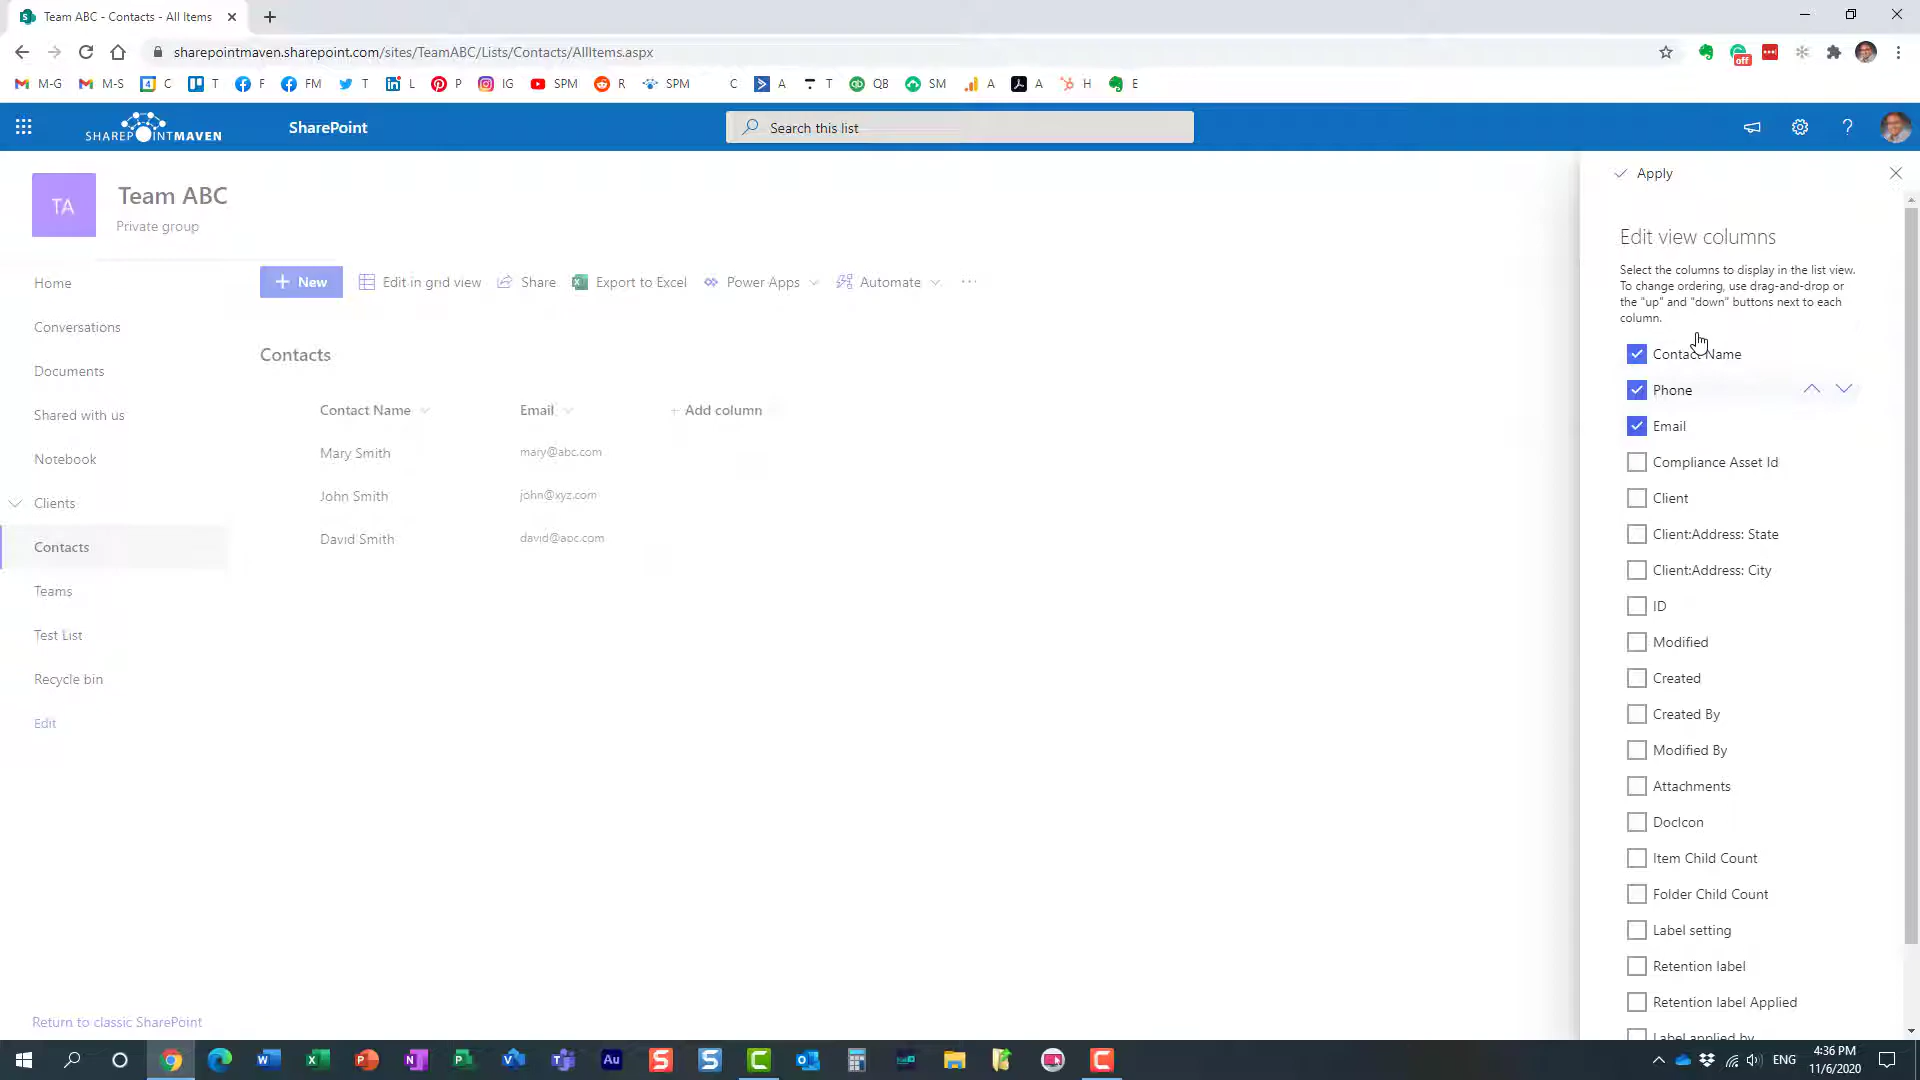 Team ABC - Contacts - All Items
sharepointmaven.sharepoint.com/sites/TeamABC/Lists/Contacts/AllItems.aspx
off
M-G M-S C T F FM T L P IG SPM R SPM C A T QB SM A A H E
SHAREPOINTMAVEN SharePoint Search this list
TA
Team ABC
Private group
Home
Conversations
Documents
Shared with us
Notebook
Clients
Contacts
Teams
Test List
Recycle bin
Edit
Return to classic SharePoint
New Edit in grid view Share Export to Excel Power Apps Automate
Contacts
Contact Name Email + Add column
Mary Smith mary@abc.com
John Smith john@xyz.com
David Smith david@abc.com
Apply
Edit view columns
Select the columns to display in the list view.
To change ordering, use drag-and-drop or
the "up" and "down" buttons next to each
column.
Contact Name
Phone
Email
Compliance Asset Id
Client
Client:Address: State
Client:Address: City
ID
Modified
Created
Created By
Modified By
Attachments
DocIcon
Item Child Count
Folder Child Count
Label setting
Retention label
Retention label Applied
Label applied by
ENG
4:36 PM
11/6/2020